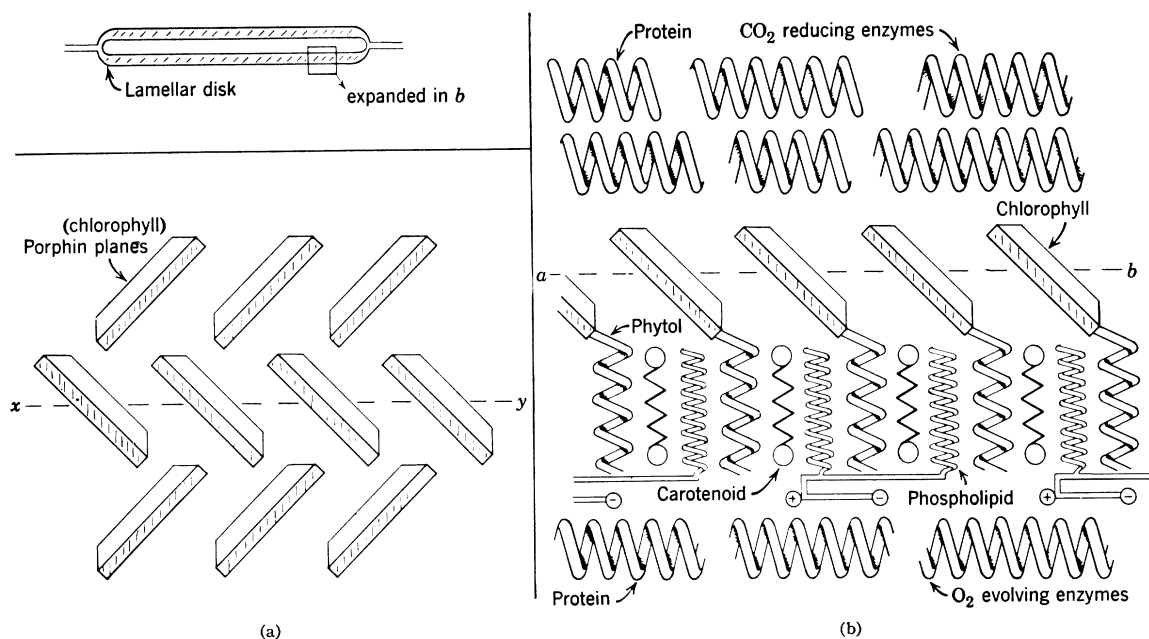 Lamellar disk
expanded in b
(chlorophyll)
Porphin planes
x
y
(a)
Protein
CO₂ reducing enzymes
Chlorophyll
a
b
Phytol
Carotenoid
+
−
+
−
−
Phospholipid
Protein
O₂ evolving enzymes
(b)